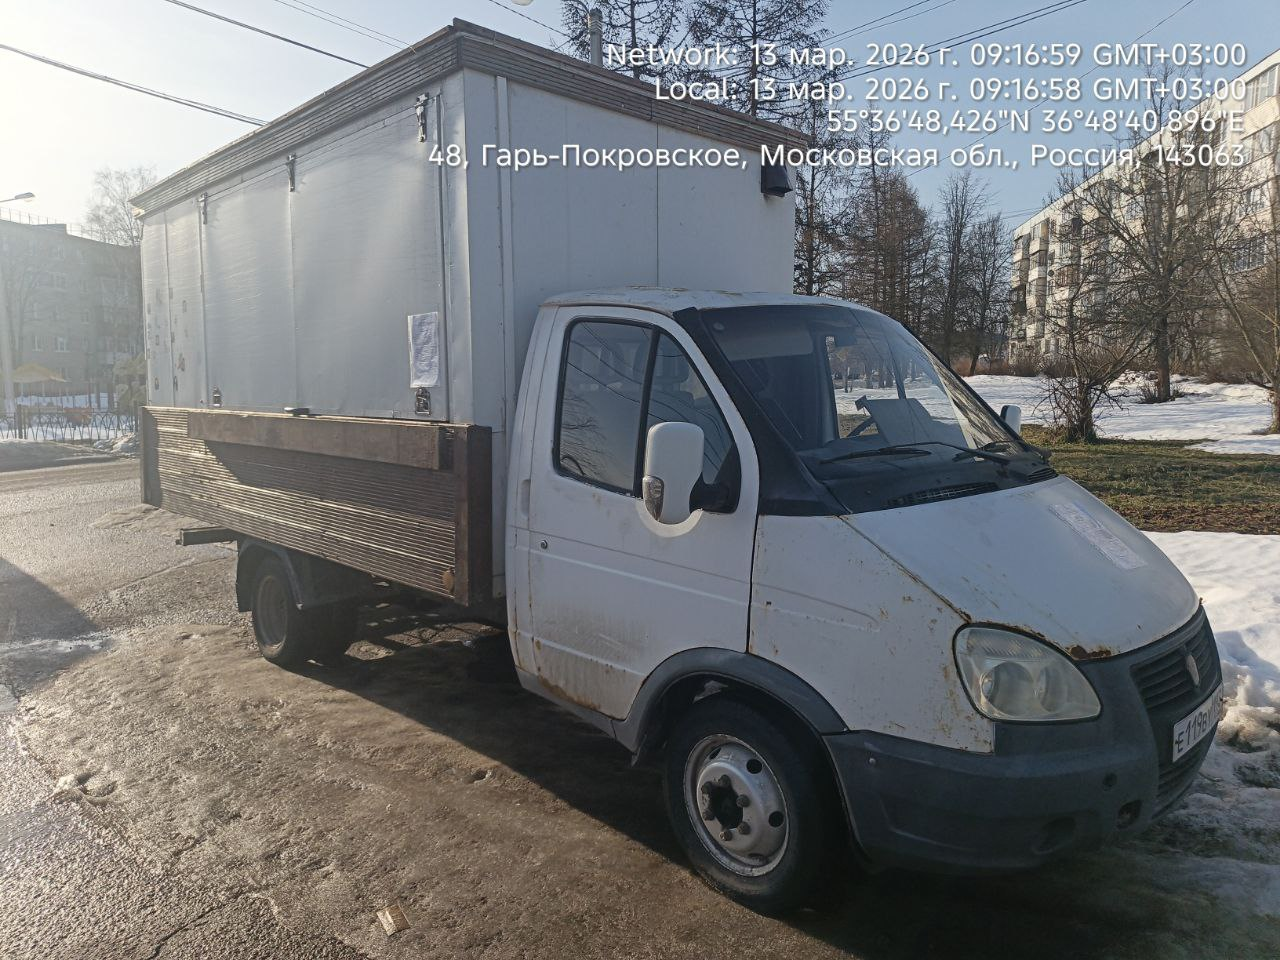 Network: 13 мар. 2026 г. 09:16:59 GMT+03:00
Local: 13 мар. 2026 г. 09:16:58 GMT+03:00
55°36'48,426"N 36°48'40,896"E
48, Гарь-Покровское, Московская обл., Россия, 143063